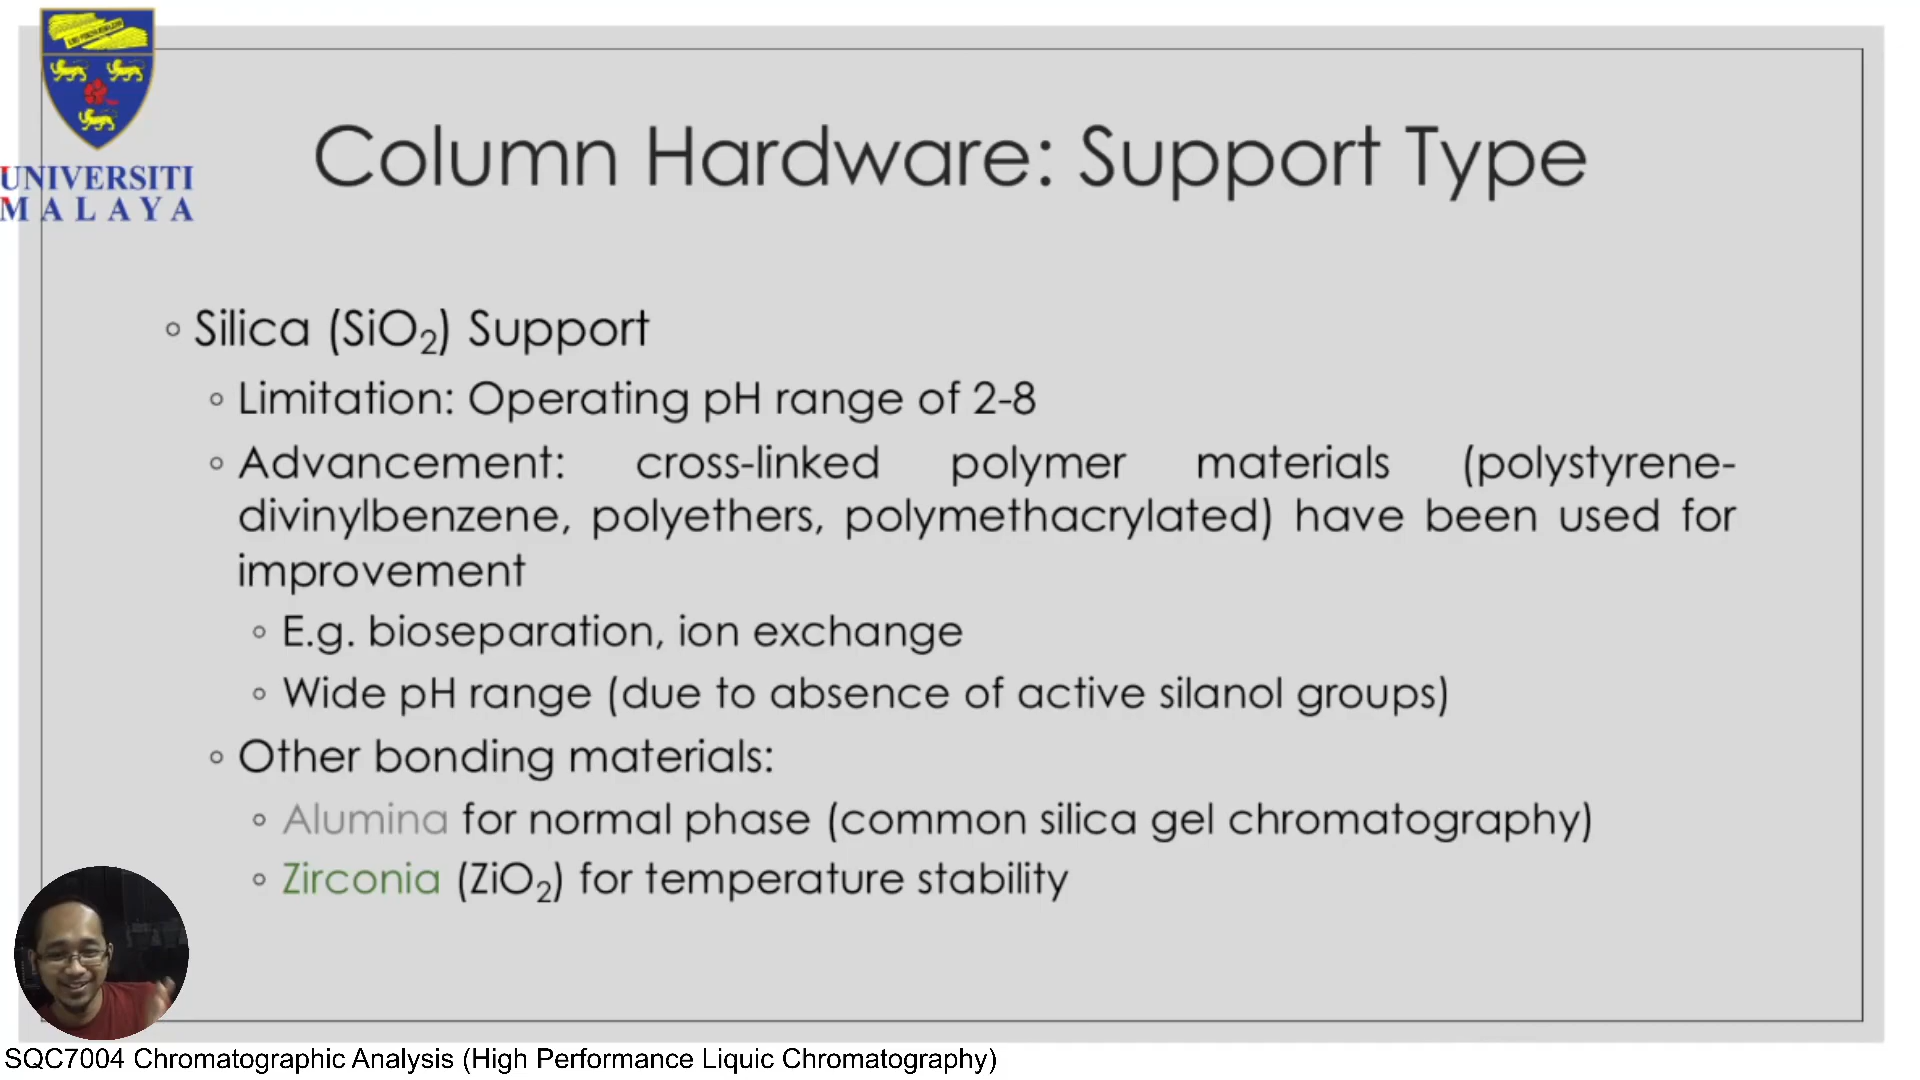 UNIVERSITI
MALAYA
Column Hardware: Support Type
◦ Silica (SiO₂) Support
◦ Limitation: Operating pH range of 2-8
◦ Advancement: cross-linked polymer materials (polystyrene-
divinylbenzene, polyethers, polymethacrylated) have been used for
improvement
◦ E.g. bioseparation, ion exchange
◦ Wide pH range (due to absence of active silanol groups)
◦ Other bonding materials:
◦ Alumina for normal phase (common silica gel chromatography)
◦ Zirconia (ZiO₂) for temperature stability
SQC7004 Chromatographic Analysis (High Performance Liquic Chromatography)